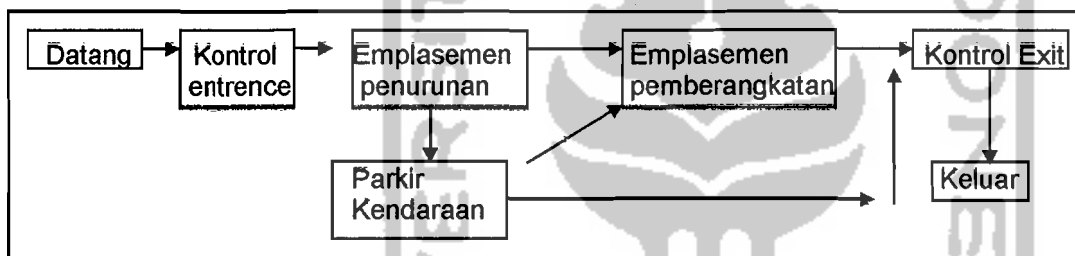 Datang
Kontrol
entrence
Emplasemen
penurunan
Emplasemen
pemberangkatan
Kontrol Exit
Parkir
Kendaraan
Keluar